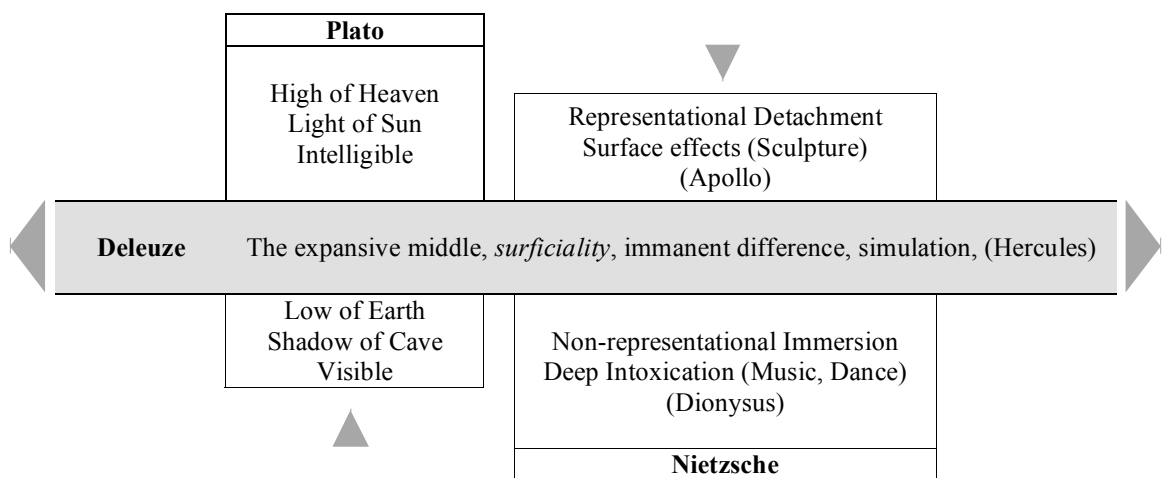 Plato
High of Heaven
Light of Sun
Intelligible
Representational Detachment
Surface effects (Sculpture)
(Apollo)
Deleuze The expansive middle, surficiality, immanent difference, simulation, (Hercules)
Low of Earth
Shadow of Cave
Visible
Non-representational Immersion
Deep Intoxication (Music, Dance)
(Dionysus)
Nietzsche